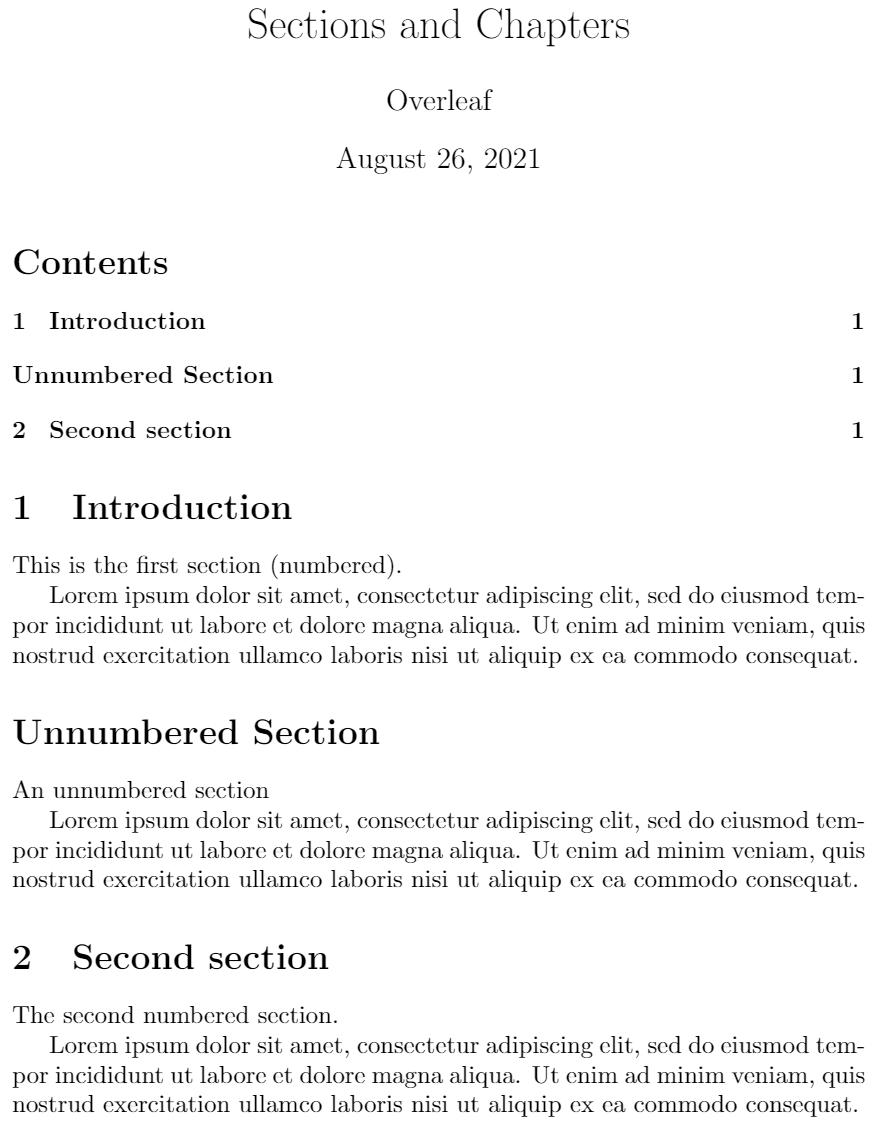 Sections and Chapters
Overleaf
August 26, 2021
Contents
1 Introduction 1
Unnumbered Section 1
2 Second section 1
1 Introduction
This is the first section (numbered).
Lorem ipsum dolor sit amet, consectetur adipiscing elit, sed do eiusmod tem-
por incididunt ut labore et dolore magna aliqua. Ut enim ad minim veniam, quis
nostrud exercitation ullamco laboris nisi ut aliquip ex ea commodo consequat.
Unnumbered Section
An unnumbered section
Lorem ipsum dolor sit amet, consectetur adipiscing elit, sed do eiusmod tem-
por incididunt ut labore et dolore magna aliqua. Ut enim ad minim veniam, quis
nostrud exercitation ullamco laboris nisi ut aliquip ex ea commodo consequat.
2 Second section
The second numbered section.
Lorem ipsum dolor sit amet, consectetur adipiscing elit, sed do eiusmod tem-
por incididunt ut labore et dolore magna aliqua. Ut enim ad minim veniam, quis
nostrud exercitation ullamco laboris nisi ut aliquip ex ea commodo consequat.